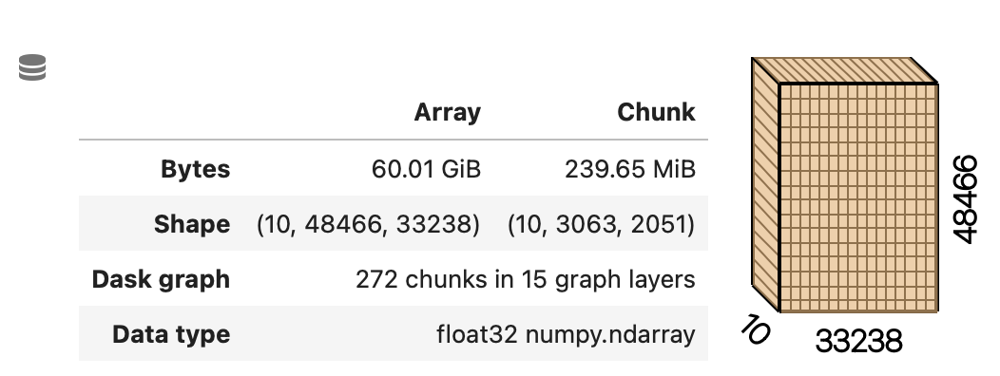 Array Chunk
Bytes 60.01 GiB 239.65 MiB
Shape (10, 48466, 33238) (10, 3063, 2051)
Dask graph 272 chunks in 15 graph layers
Data type float32 numpy.ndarray
48466
10
33238